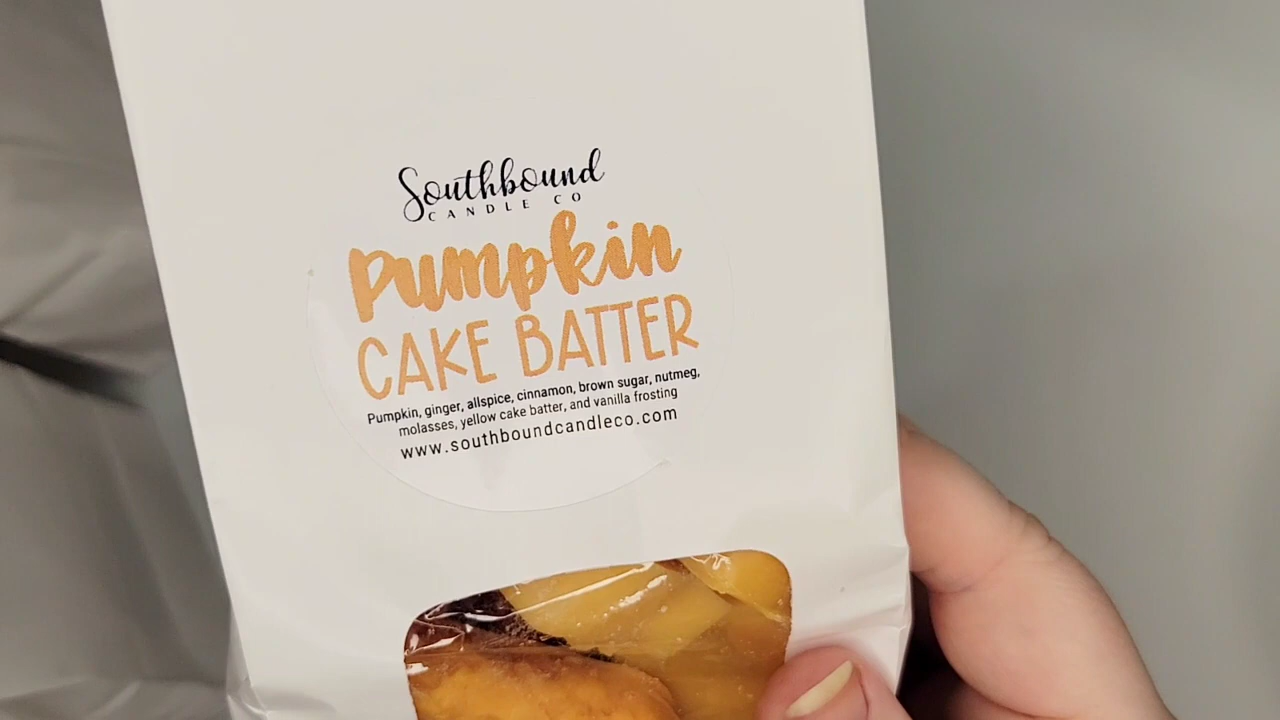 Southbound
CANDLE CO
Pumpkin
CAKE BATTER
Pumpkin, ginger, allspice, cinnamon, brown sugar, nutmeg,
molasses, yellow cake batter, and vanilla frosting
www.southboundcandleco.com